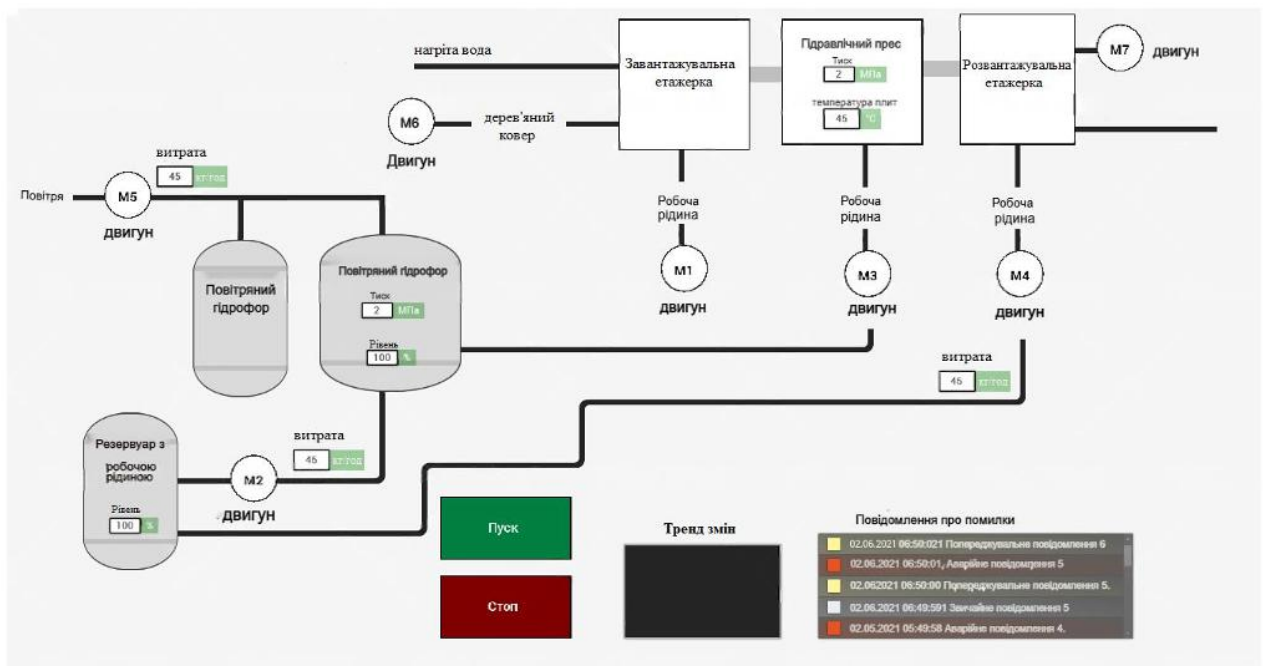 нагріта вода
Завантажувальна
етажерка
Гідравлічний прес
Тиск
2 МПа
температура плит
45 °C
Розвантажувальна
етажерка
М7
двигун
М6
дерев'яний
ковер
Двигун
витрата
45 кг/год
Повітря
М5
двигун
Робоча
рідина
М1
двигун
Робоча
рідина
М3
двигун
Робоча
рідина
М4
двигун
Повітряний
гідрофор
Повітряний гідрофор
Тиск
2 МПа
Рівень
100 %
витрата
45 кг/год
Резервуар з
робочою
рідиною
Рівень
100 %
М2
двигун
витрата
45 кг/год
Пуск
Стоп
Тренд змін
Повідомлення про помилки
02.06.2021 06:50:021 Попереджувальне повідомлення 6
02.06.2021 06:50:01, Аварійне повідомлення 5
02.062021 06:50:00 Попереджувальне повідомлення 5.
02.06.2021 06:49:591 Звичайне повідомлення 5
02.05.2021 05:49:58 Аварійне повідомлення 4.